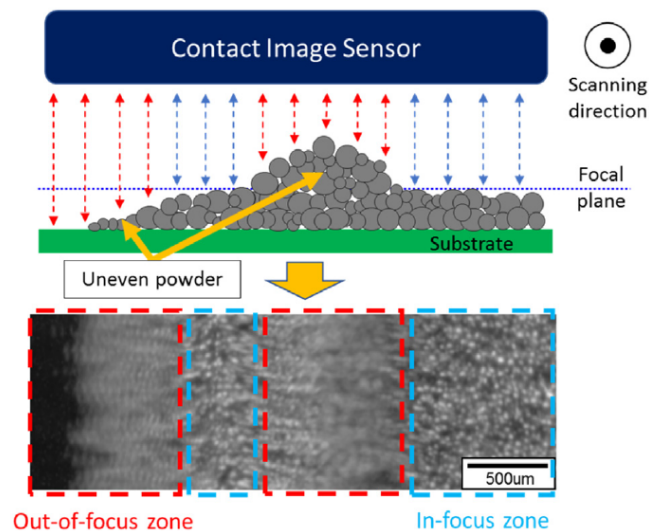 Contact Image Sensor
Scanning
direction
Focal
plane
Substrate
Uneven powder
500um
Out-of-focus zone
In-focus zone